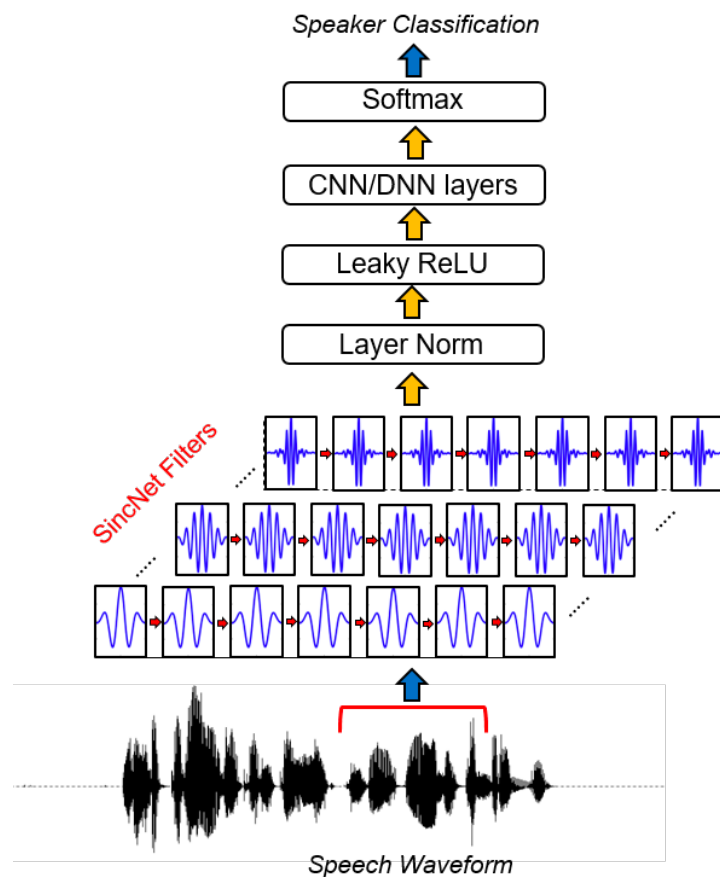 Speaker Classification
Softmax
CNN/DNN layers
Leaky ReLU
Layer Norm
SincNet Filters
Speech Waveform